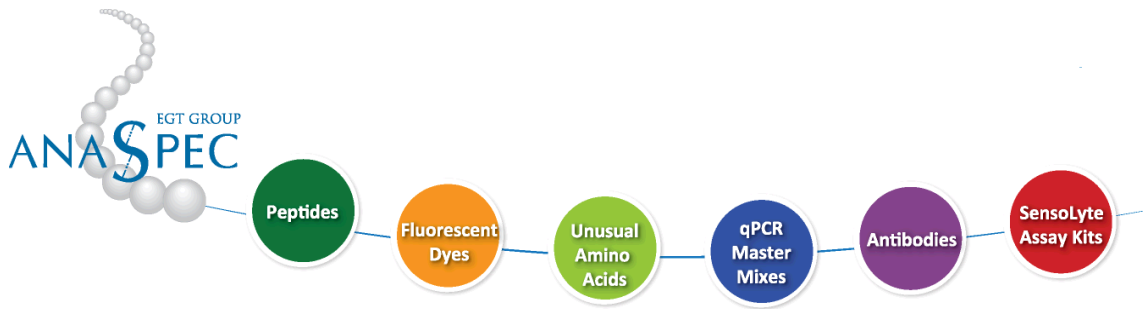 EGT GROUP
ANASPEC
Peptides
Fluorescent
Dyes
Unusual
Amino
Acids
qPCR
Master
Mixes
Antibodies
SensoLyte
Assay Kits